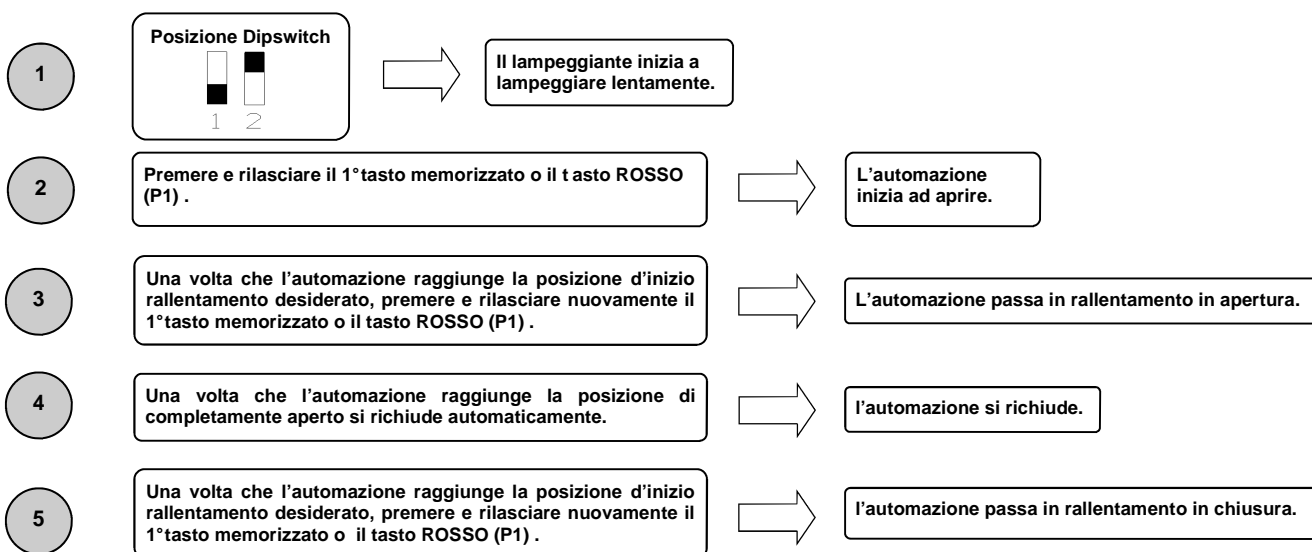 Posizione Dipswitch
1 2
1
Il lampeggiante inizia a
lampeggiare lentamente.
2
Premere e rilasciare il 1°tasto memorizzato o il t asto ROSSO
(P1) .
L'automazione
inizia ad aprire.
3
Una volta che l'automazione raggiunge la posizione d'inizio
rallentamento desiderato, premere e rilasciare nuovamente il
1°tasto memorizzato o il tasto ROSSO (P1) .
L'automazione passa in rallentamento in apertura.
4
Una volta che l'automazione raggiunge la posizione di
completamente aperto si richiude automaticamente.
l'automazione si richiude.
5
Una volta che l'automazione raggiunge la posizione d'inizio
rallentamento desiderato, premere e rilasciare nuovamente il
1°tasto memorizzato o il tasto ROSSO (P1) .
l'automazione passa in rallentamento in chiusura.